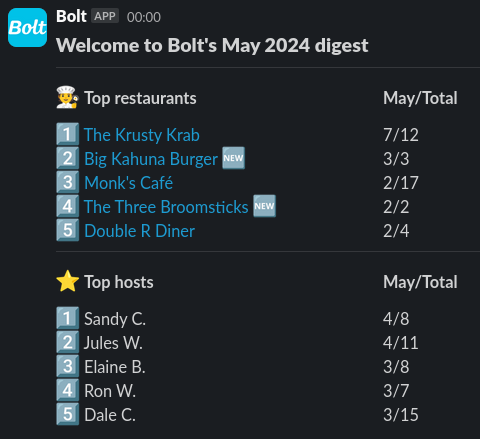 Bolt
Bolt APP 00:00
Welcome to Bolt's May 2024 digest
Top restaurants May/Total
1 The Krusty Krab 7/12
2 Big Kahuna Burger NEW 3/3
3 Monk's Café 2/17
4 The Three Broomsticks NEW 2/2
5 Double R Diner 2/4
Top hosts May/Total
1 Sandy C. 4/8
2 Jules W. 4/11
3 Elaine B. 3/8
4 Ron W. 3/7
5 Dale C. 3/15